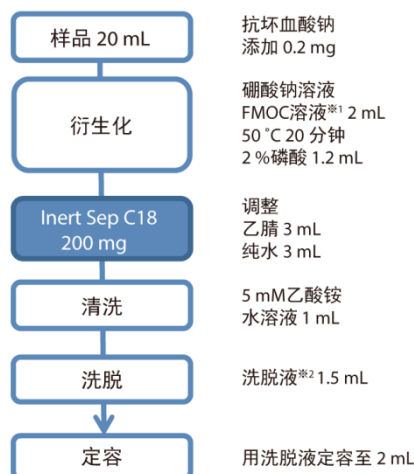 样品 20 mL
抗坏血酸钠
添加 0.2 mg
衍生化
硼酸钠溶液
FMOC溶液※1 2 mL
50 ˚C 20 分钟
2 %磷酸 1.2 mL
Inert Sep C18
200 mg
调整
乙腈 3 mL
纯水 3 mL
清洗
5 mM乙酸铵
水溶液 1 mL
洗脱
洗脱液※2 1.5 mL
定容
用洗脱液定容至 2 mL